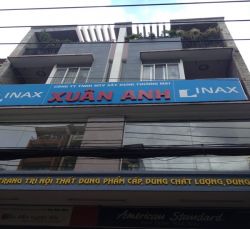 CÔNG TY TNHH MTV XÂY DỰNG THƯƠNG MẠI
INAX XUÂN ANH INAX
TRANG TRÍ NỘI THẤT DÙNG PHẨM CẤP, DÙNG CHẤT LƯỢNG, DÙNG
American Standard